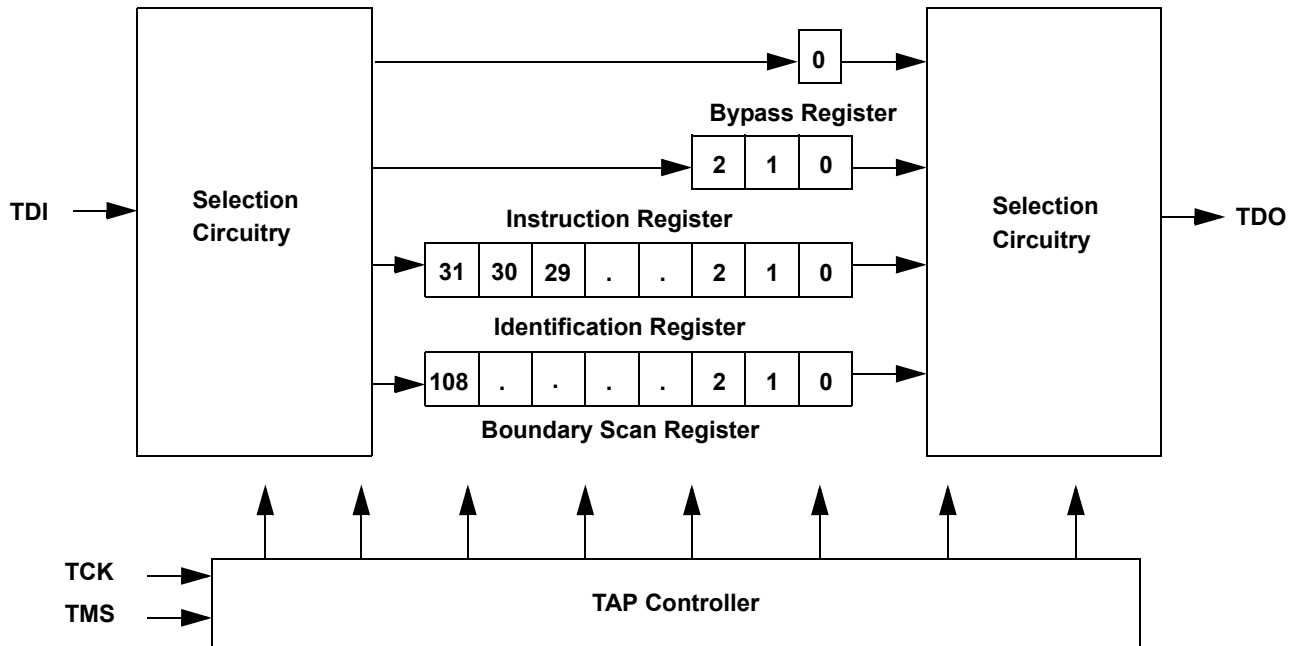 0
Bypass Register
2 1 0
TDI
Selection
Circuitry
Selection
Circuitry
TDO
Instruction Register
31 30 29 . . 2 1 0
Identification Register
108 . . . . 2 1 0
Boundary Scan Register
TCK
TMS
TAP Controller